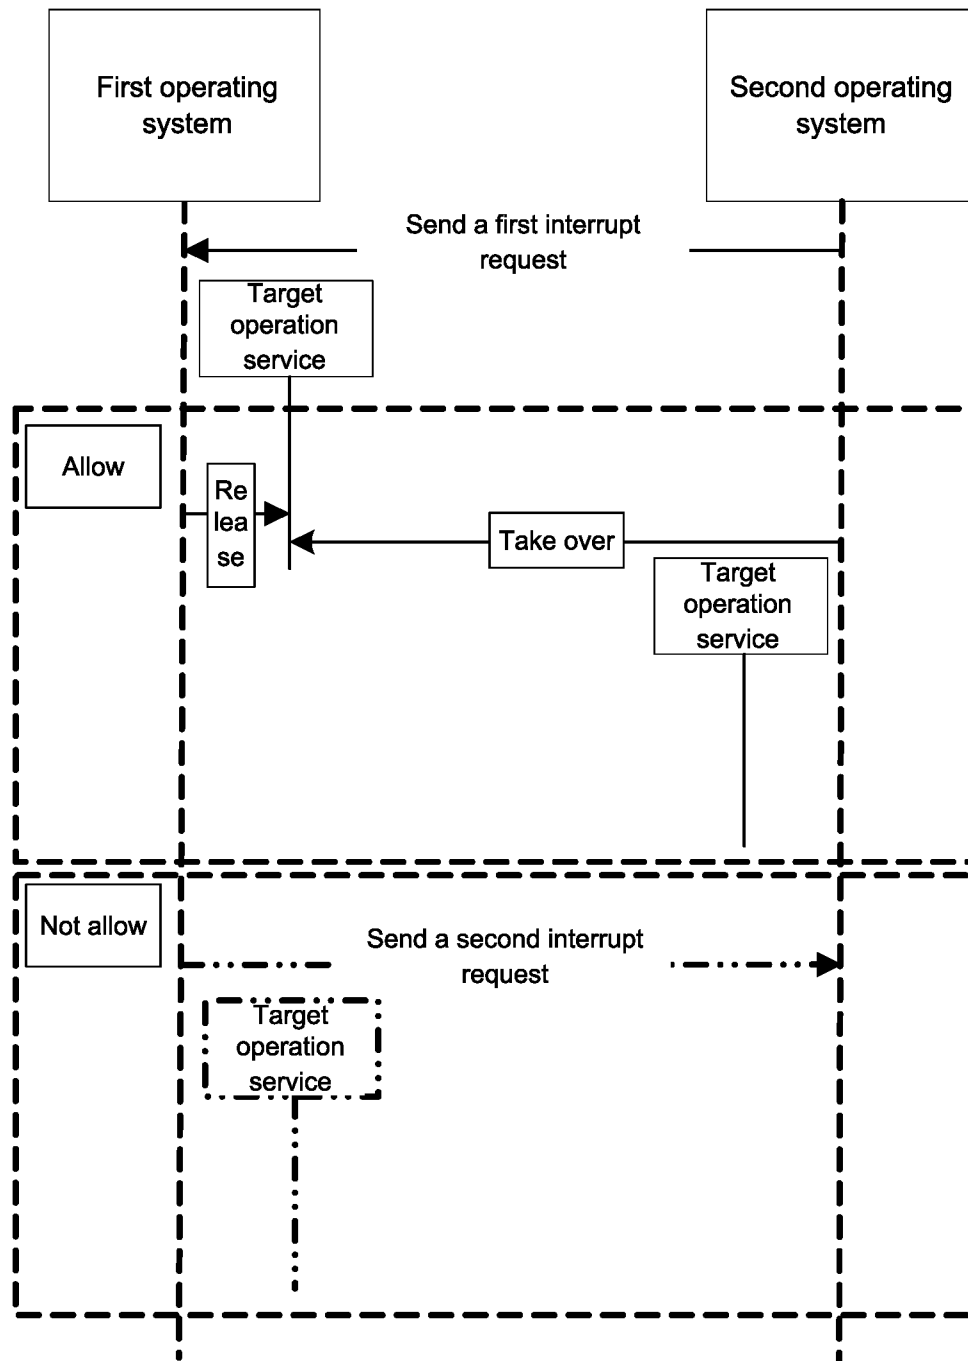 First operating
system
Second operating
system
Send a first interrupt
request
Target
operation
service
Allow
Re
lea
se
Take over
Target
operation
service
Not allow
Send a second interrupt
request
Target
operation
service